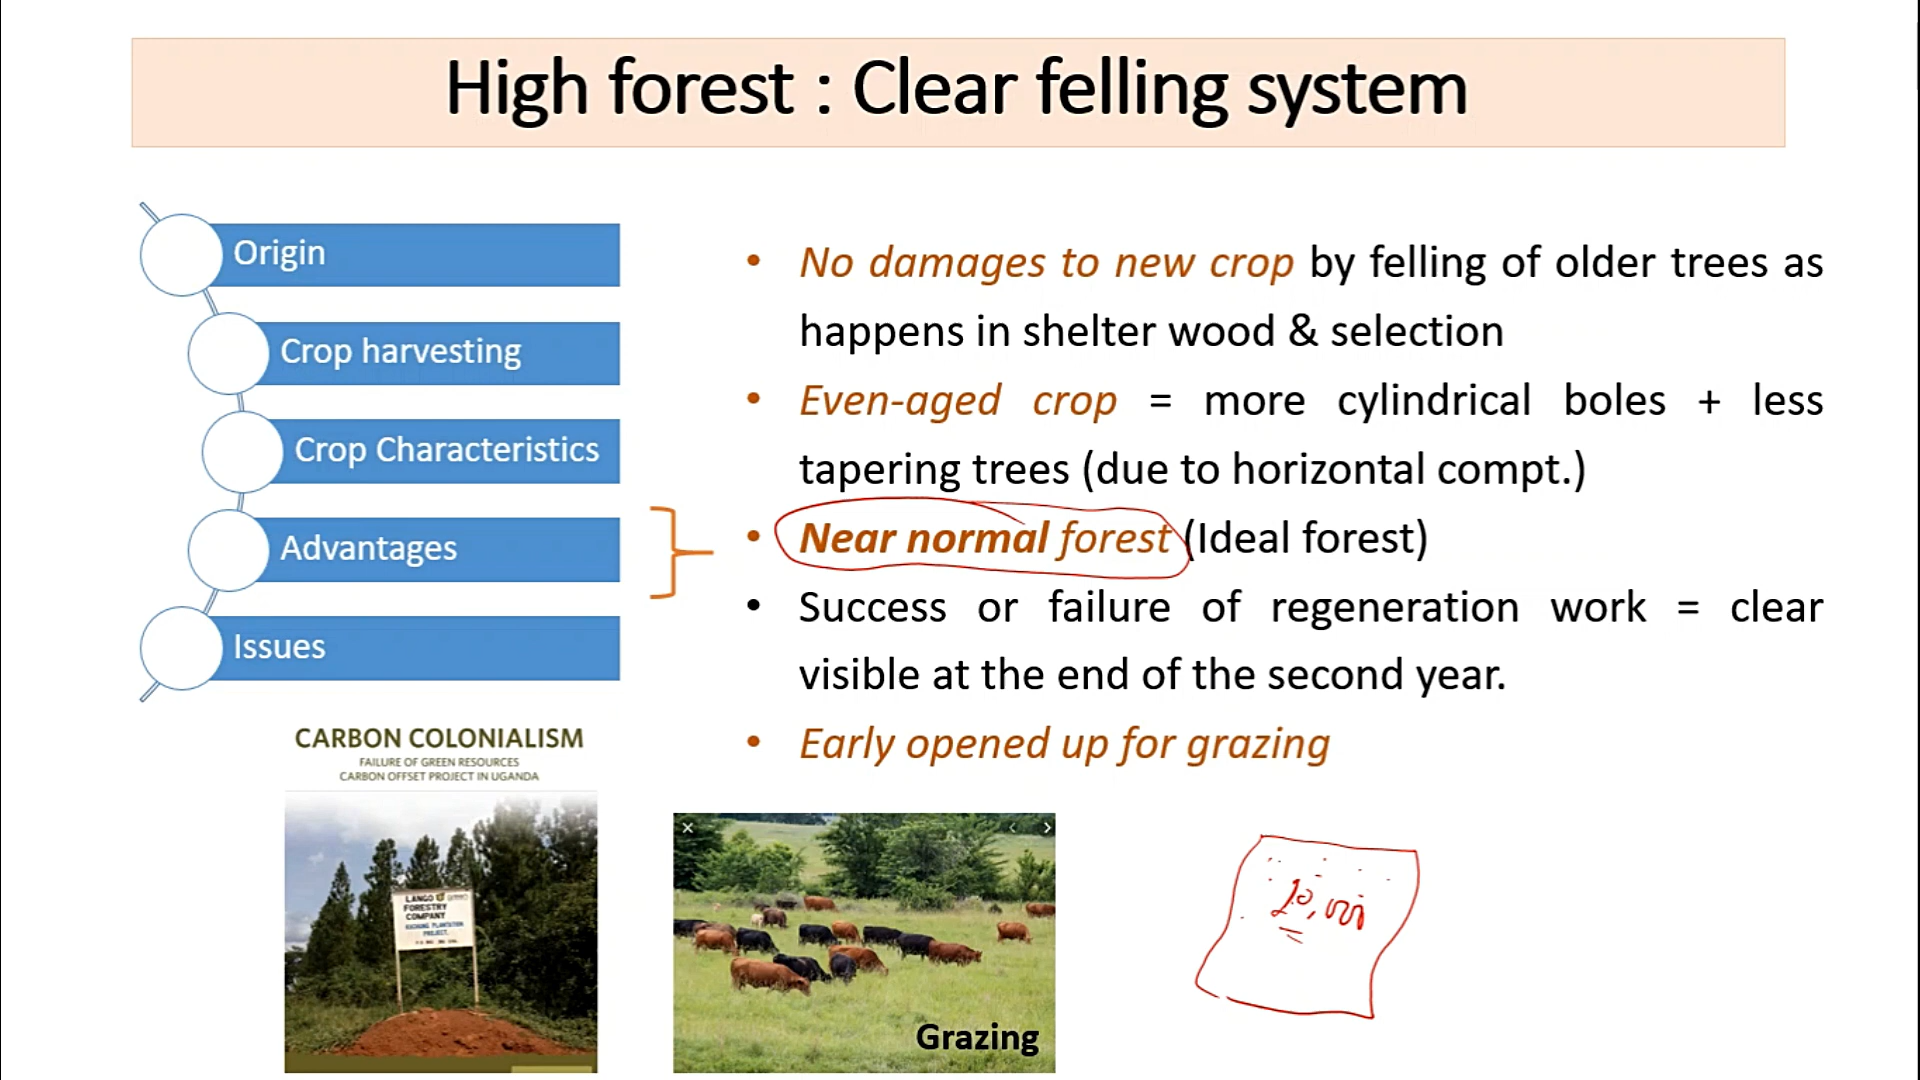 High forest : Clear felling system
Origin
Crop harvesting
Crop Characteristics
Advantages
Issues
• No damages to new crop by felling of older trees as
happens in shelter wood & selection
• Even-aged crop = more cylindrical boles + less
tapering trees (due to horizontal compt.)
• Near normal forest (Ideal forest)
• Success or failure of regeneration work = clear
visible at the end of the second year.
• Early opened up for grazing
CARBON COLONIALISM
FAILURE OF GREEN RESOURCES
CARBON OFFSET PROJECT IN UGANDA
LANGO
FORESTRY
COMPANY
PLANTATION
PROJECT.
Grazing